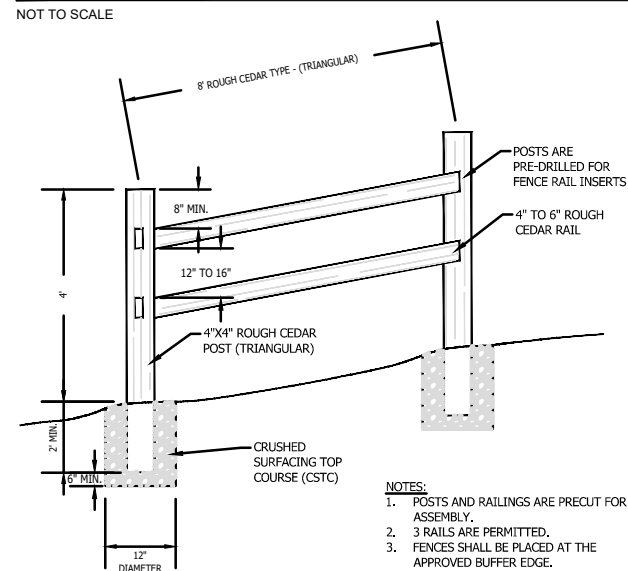 NOT TO SCALE
8' ROUGH CEDAR TYPE - (TRIANGULAR)
POSTS ARE
PRE-DRILLED FOR
FENCE RAIL INSERTS
8" MIN.
4" TO 6" ROUGH
CEDAR RAIL
12" TO 16"
4'
4"X4" ROUGH CEDAR
POST (TRIANGULAR)
2' MIN.
CRUSHED
SURFACING TOP
COURSE (CSTC)
6" MIN.
12"
DIAMETER
NOTES:
1. POSTS AND RAILINGS ARE PRECUT FOR
ASSEMBLY.
2. 3 RAILS ARE PERMITTED.
3. FENCES SHALL BE PLACED AT THE
APPROVED BUFFER EDGE.